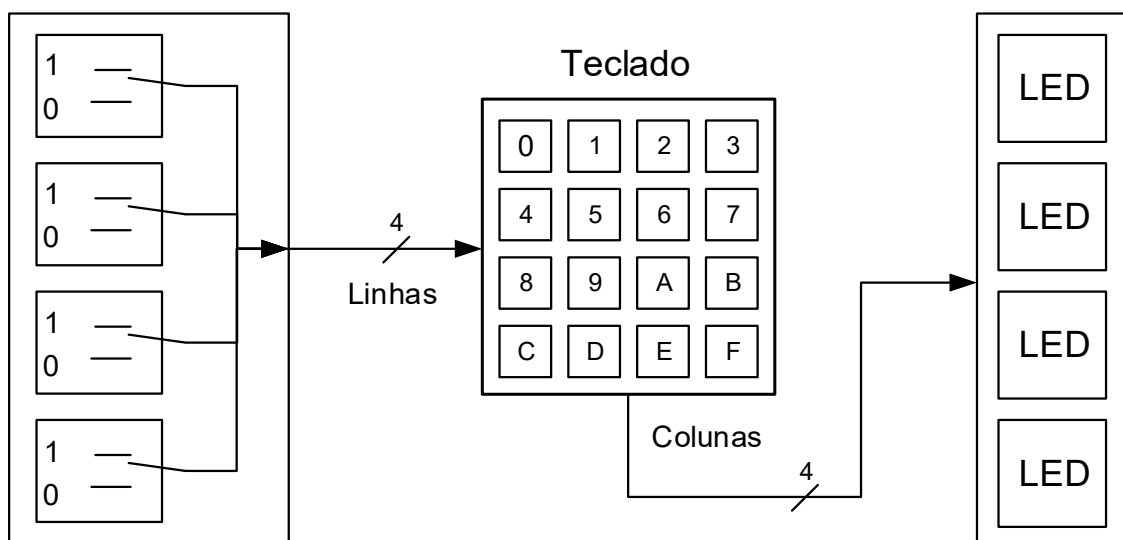 1
0
1
0
1
0
1
0
4
Linhas
Teclado
0 1 2 3
4 5 6 7
8 9 A B
C D E F
Colunas
4
LED
LED
LED
LED